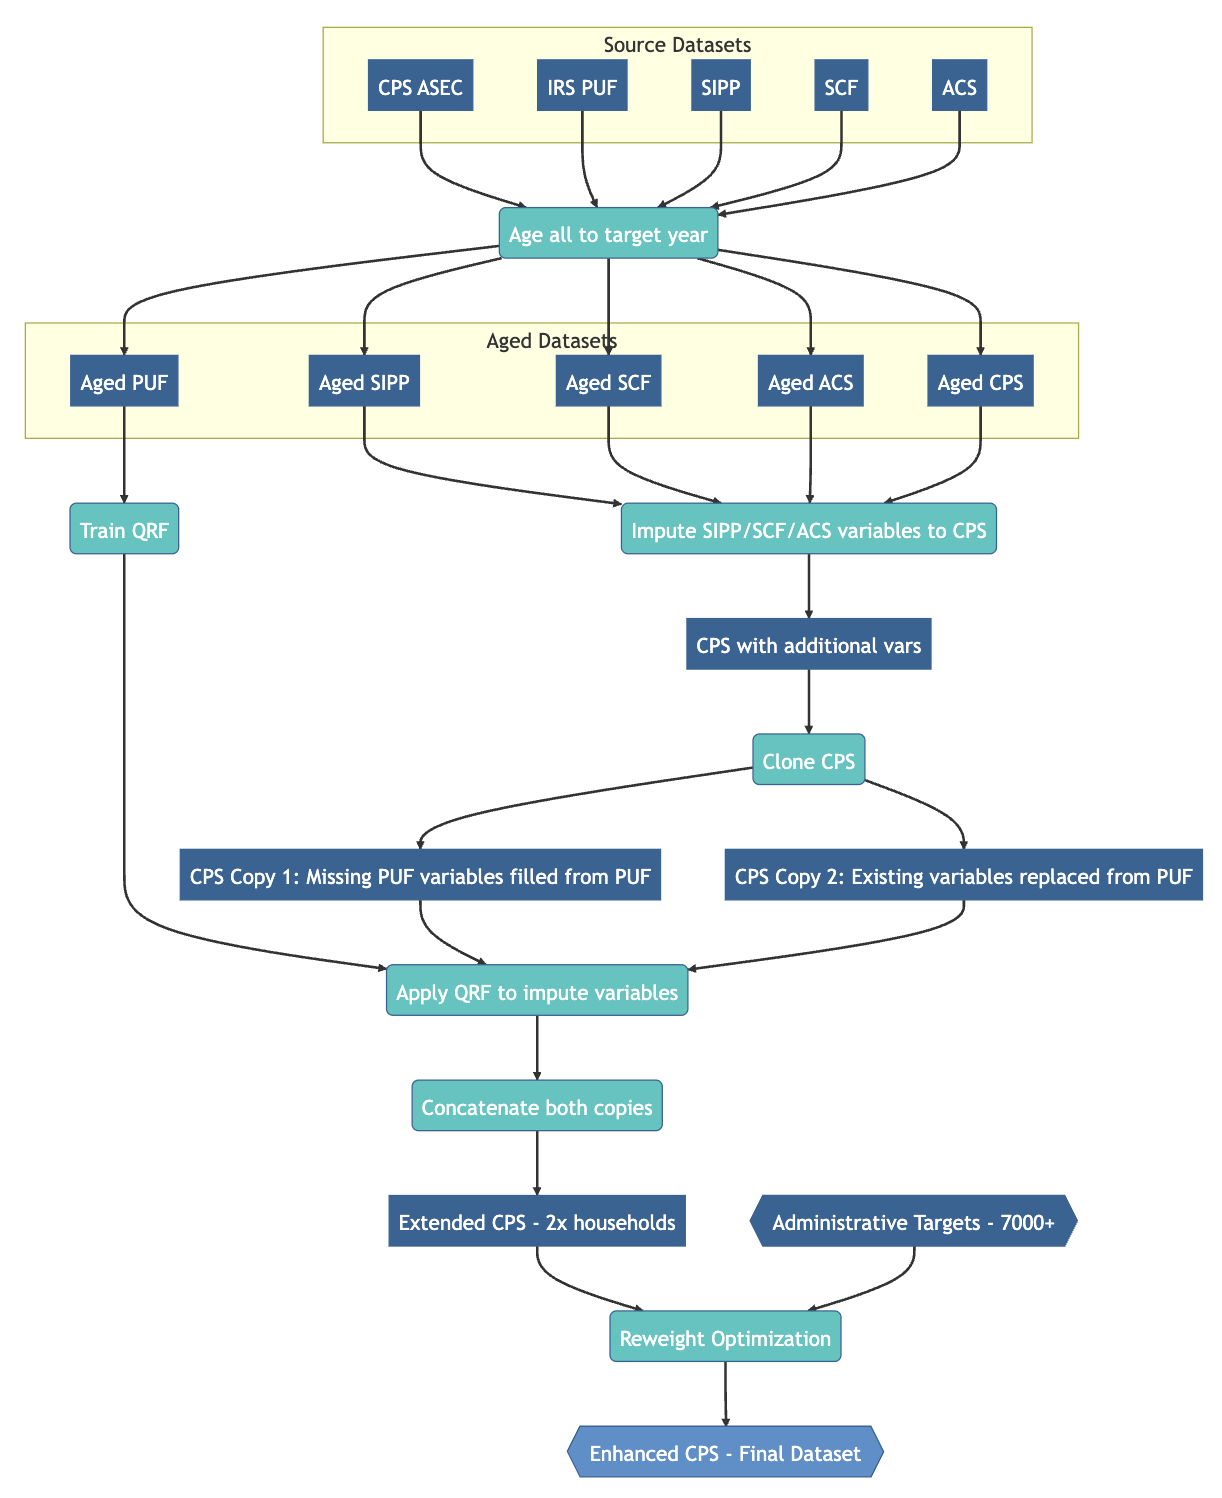 Source Datasets
CPS ASEC
IRS PUF
SIPP
SCF
ACS
Age all to target year
Aged Datasets
Aged PUF
Aged SIPP
Aged SCF
Aged ACS
Aged CPS
Train QRF
Impute SIPP/SCF/ACS variables to CPS
CPS with additional vars
Clone CPS
CPS Copy 1: Missing PUF variables filled from PUF
CPS Copy 2: Existing variables replaced from PUF
Apply QRF to impute variables
Concatenate both copies
Extended CPS - 2x households
Administrative Targets - 7000+
Reweight Optimization
Enhanced CPS - Final Dataset